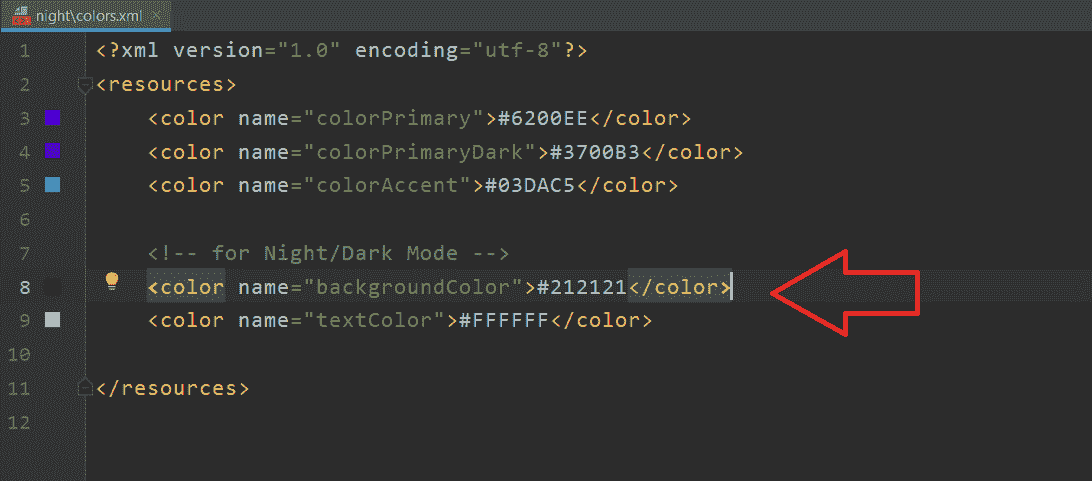 night\colors.xml
1 <?xml version="1.0" encoding="utf-8"?>
2 <resources>
3 <color name="colorPrimary">#6200EE</color>
4 <color name="colorPrimaryDark">#3700B3</color>
5 <color name="colorAccent">#03DAC5</color>
6
7 <!-- for Night/Dark Mode -->
8 <color name="backgroundColor">#212121</color>
9 <color name="textColor">#FFFFFF</color>
10
11 </resources>
12